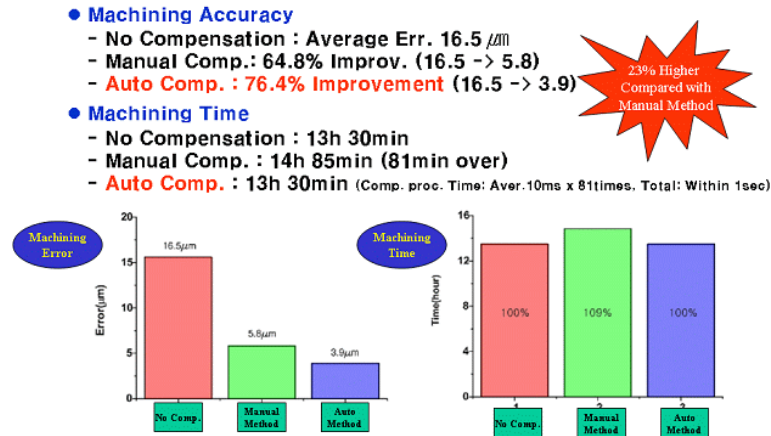 ● Machining Accuracy
- No Compensation : Average Err. 16.5 ㎛
- Manual Comp.: 64.8% Improv. (16.5 -> 5.8)
- Auto Comp. : 76.4% Improvement (16.5 -> 3.9)
23% Higher
Compared with
Manual Method
● Machining Time
- No Compensation : 13h 30min
- Manual Comp. : 14h 85min (81min over)
- Auto Comp. : 13h 30min (Comp. proc. Time: Aver.10ms x 81times, Total: Within 1sec)
Machining
Error
20
15
10
5
0
Error(μm)
16.5μm
5.8μm
3.9μm
No Comp.
Manual
Method
Auto
Method
Machining
Time
16
12
8
4
0
Time(hour)
100%
109%
100%
1
2
3
No Comp.
Manual
Method
Auto
Method